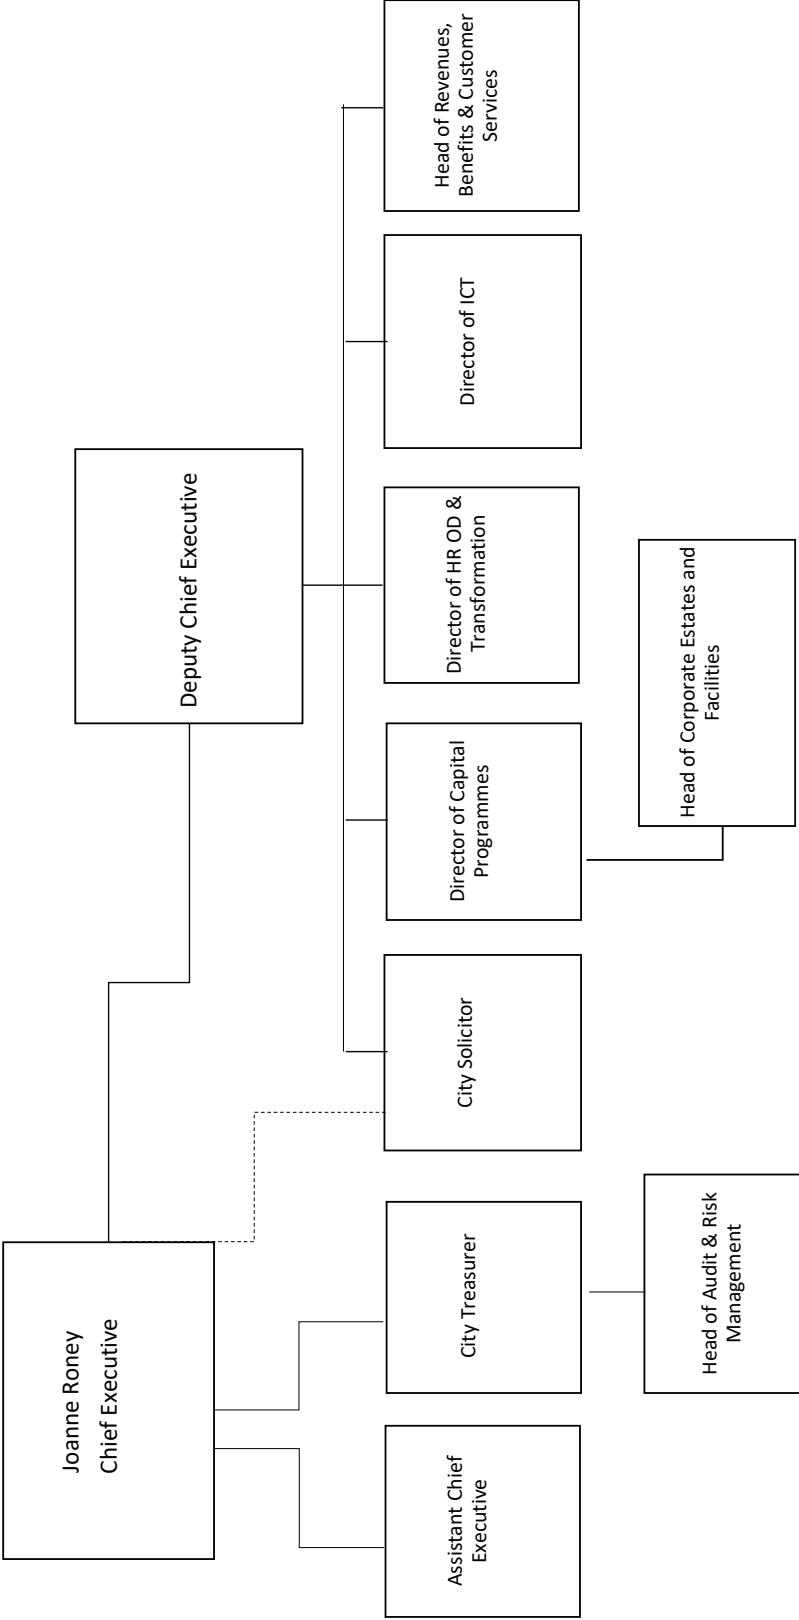 Joanne Roney
Chief Executive
Deputy Chief Executive
Assistant Chief
Executive
City Treasurer
City Solicitor
Director of Capital
Programmes
Director of HR OD &
Transformation
Director of ICT
Head of Revenues,
Benefits & Customer
Services
Head of Audit & Risk
Management
Head of Corporate Estates and
Facilities